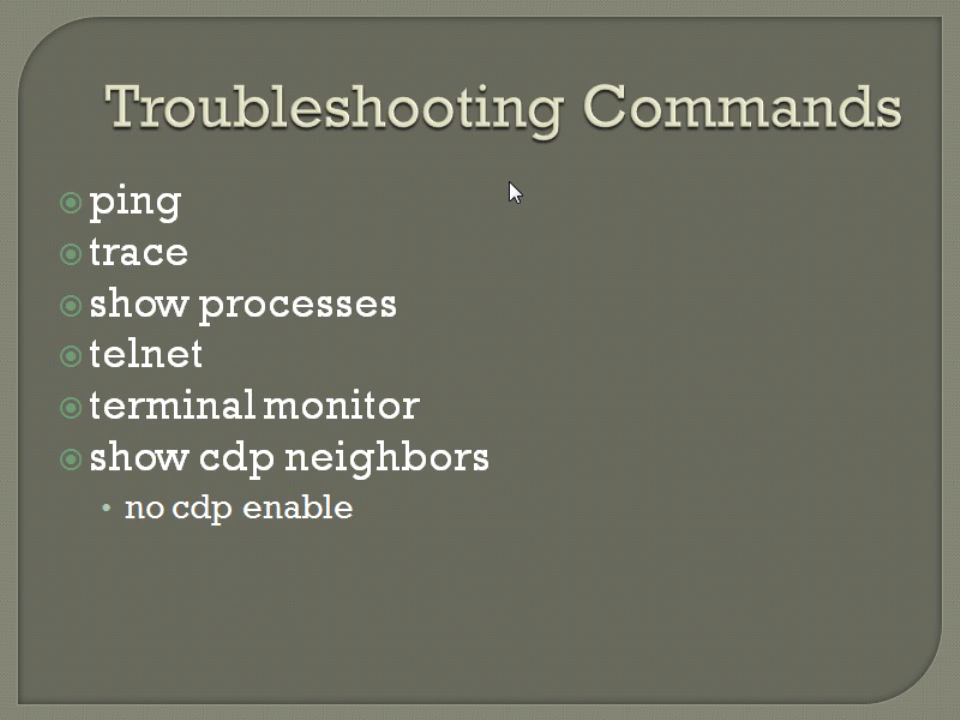 Troubleshooting Commands
ping
trace
show processes
telnet
terminal monitor
show cdp neighbors
no cdp enable